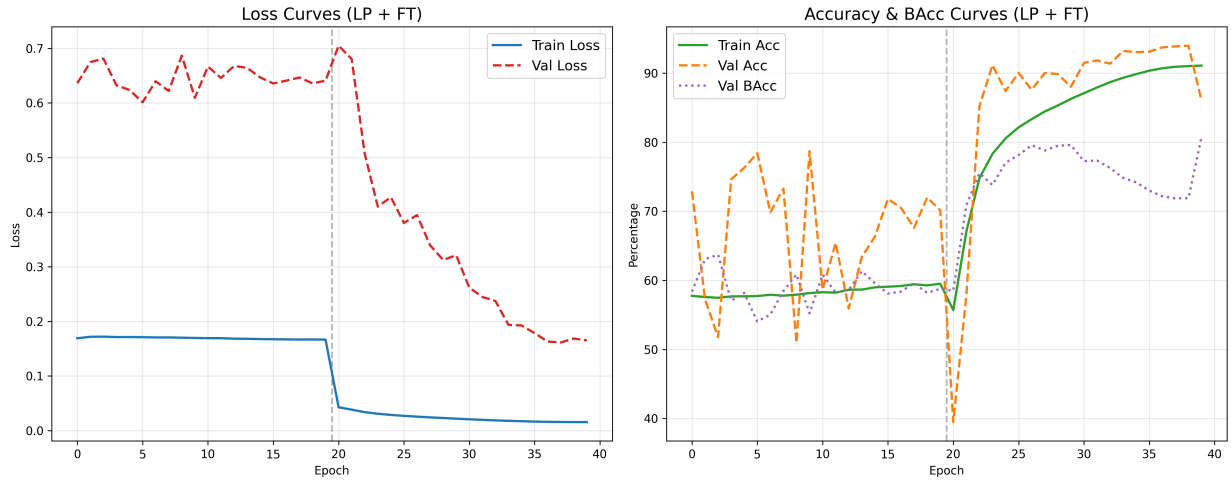 Loss Curves (LP + FT)
Train Loss
Val Loss
Loss
0.7
0.6
0.5
0.4
0.3
0.2
0.1
0.0
0 5 10 15 20 25 30 35 40
Epoch
Accuracy & BAcc Curves (LP + FT)
Train Acc
Val Acc
Val BAcc
Percentage
90
80
70
60
50
40
0 5 10 15 20 25 30 35 40
Epoch